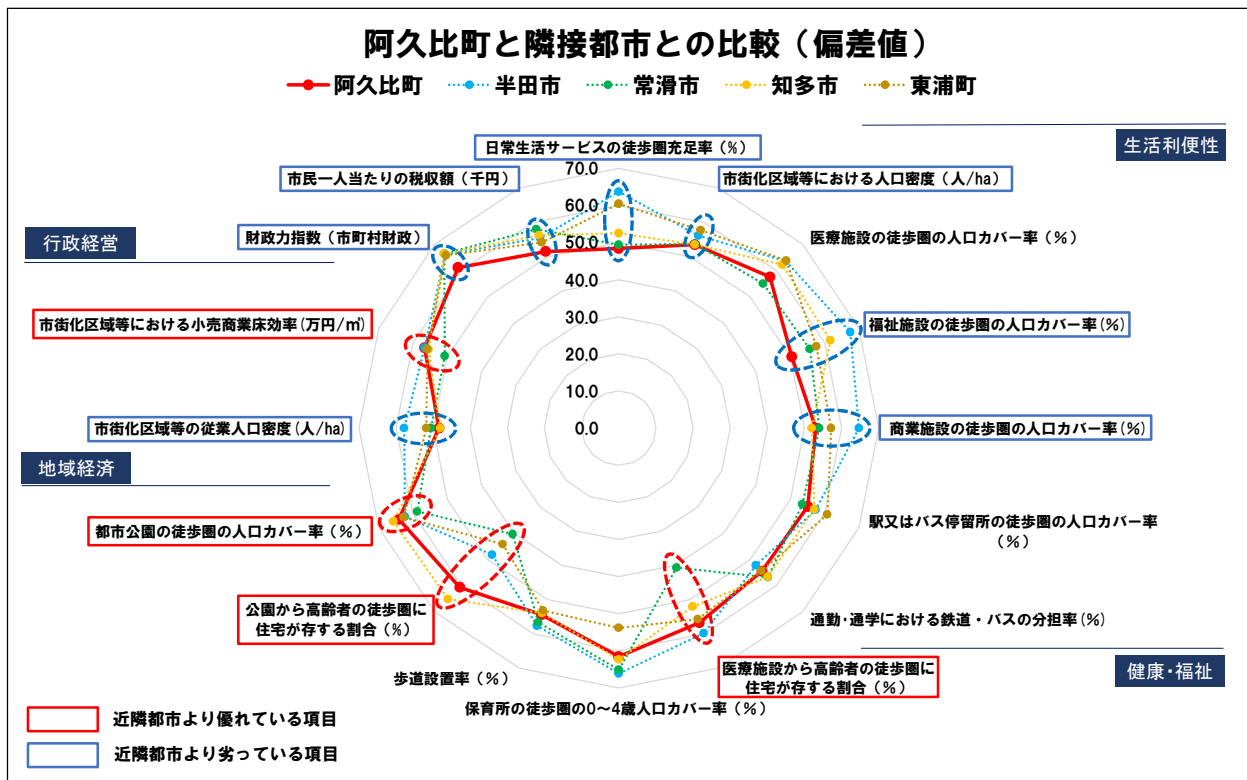 阿久比町と隣接都市との比較（偏差値）
阿久比町 半田市 常滑市 知多市 東浦町
生活利便性
日常生活サービスの徒歩圏充足率（%）
市街化区域等における人口密度（人/ha）
医療施設の徒歩圏の人口カバー率（%）
福祉施設の徒歩圏の人口カバー率(%)
商業施設の徒歩圏の人口カバー率(%)
駅又はバス停留所の徒歩圏の人口カバー率
（%）
通勤・通学における鉄道・バスの分担率(%)
健康・福祉
医療施設から高齢者の徒歩圏に
住宅が存する割合（%）
保育所の徒歩圏の0～4歳人口カバー率（%）
歩道設置率（%）
公園から高齢者の徒歩圏に
住宅が存する割合（%）
都市公園の徒歩圏の人口カバー率（%）
地域経済
市街化区域等の従業人口密度(人/ha)
市街化区域等における小売商業床効率(万円/㎡)
行政経営
財政力指数（市町村財政）
市民一人当たりの税収額（千円）
70.0
60.0
50.0
40.0
30.0
20.0
10.0
0.0
近隣都市より優れている項目
近隣都市より劣っている項目